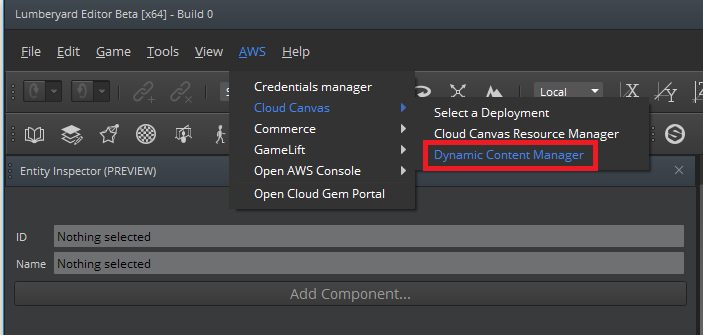 Lumberyard Editor Beta [x64] - Build 0
File Edit Game Tools View AWS Help
Local X Y
Credentials manager
Cloud Canvas
Commerce
GameLift
Open AWS Console
Open Cloud Gem Portal
Select a Deployment
Cloud Canvas Resource Manager
Dynamic Content Manager
Entity Inspector (PREVIEW)
ID Nothing selected
Name Nothing selected
Add Component...